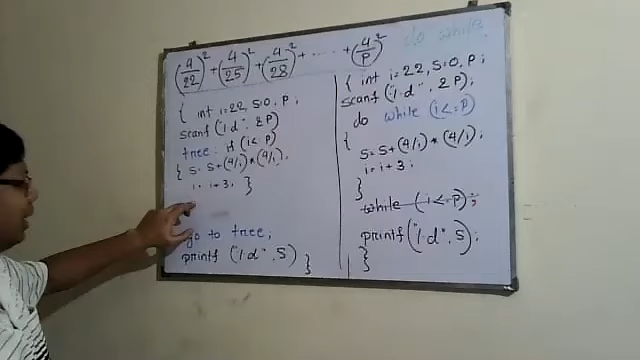 (4/22)² + (4/25)² + (4/28)² + ..... + (4/P)²
do while
{ int i=22, S=0, P;
scanf ("%d", &P)
tree: if (i<=P)
{ S= S+(4/i)*(4/i);
i= i+3; }
go to tree;
printf ("%d", S) }
{ int i=22, S=0, P;
scanf ("%d", &P);
do while (i<=P)
{
S= S+(4/i)*(4/i);
i= i+3;
}
while (i<=P);
printf ("%d", S);
}